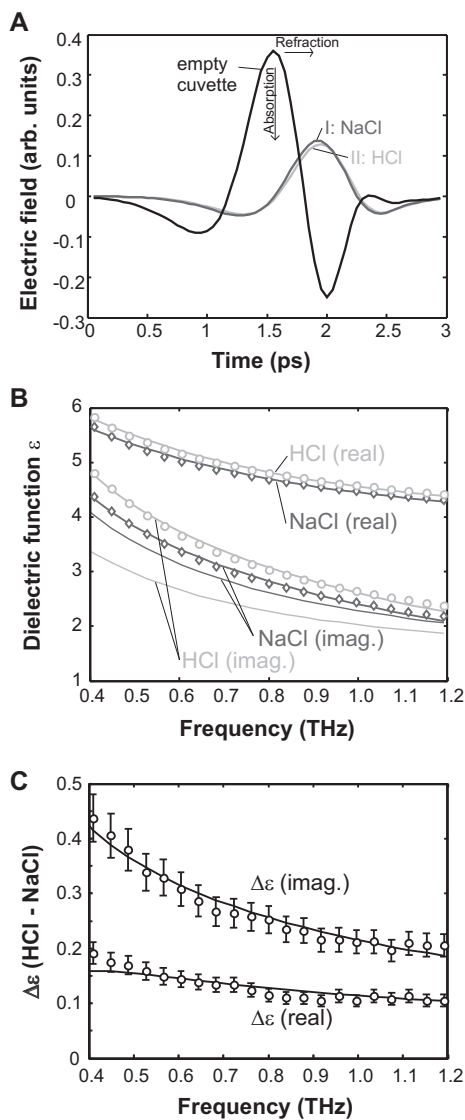 A
Electric field (arb. units)
0.4
0.3
0.2
0.1
0
-0.1
-0.2
-0.3
empty
cuvette
Refraction
Absorption
I: NaCl
II: HCl
0
0.5
1
1.5
2
2.5
3
Time (ps)
B
Dielectric function ε
6
5
4
3
2
1
HCl (real)
NaCl (real)
NaCl (imag.)
HCl (imag.)
0.4 0.5 0.6 0.7 0.8 0.9 1.0 1.1 1.2
Frequency (THz)
C
Δε (HCl - NaCl)
0.5
0.4
0.3
0.2
0.1
0
Δε (imag.)
Δε (real)
0.4 0.5 0.6 0.7 0.8 0.9 1.0 1.1 1.2
Frequency (THz)